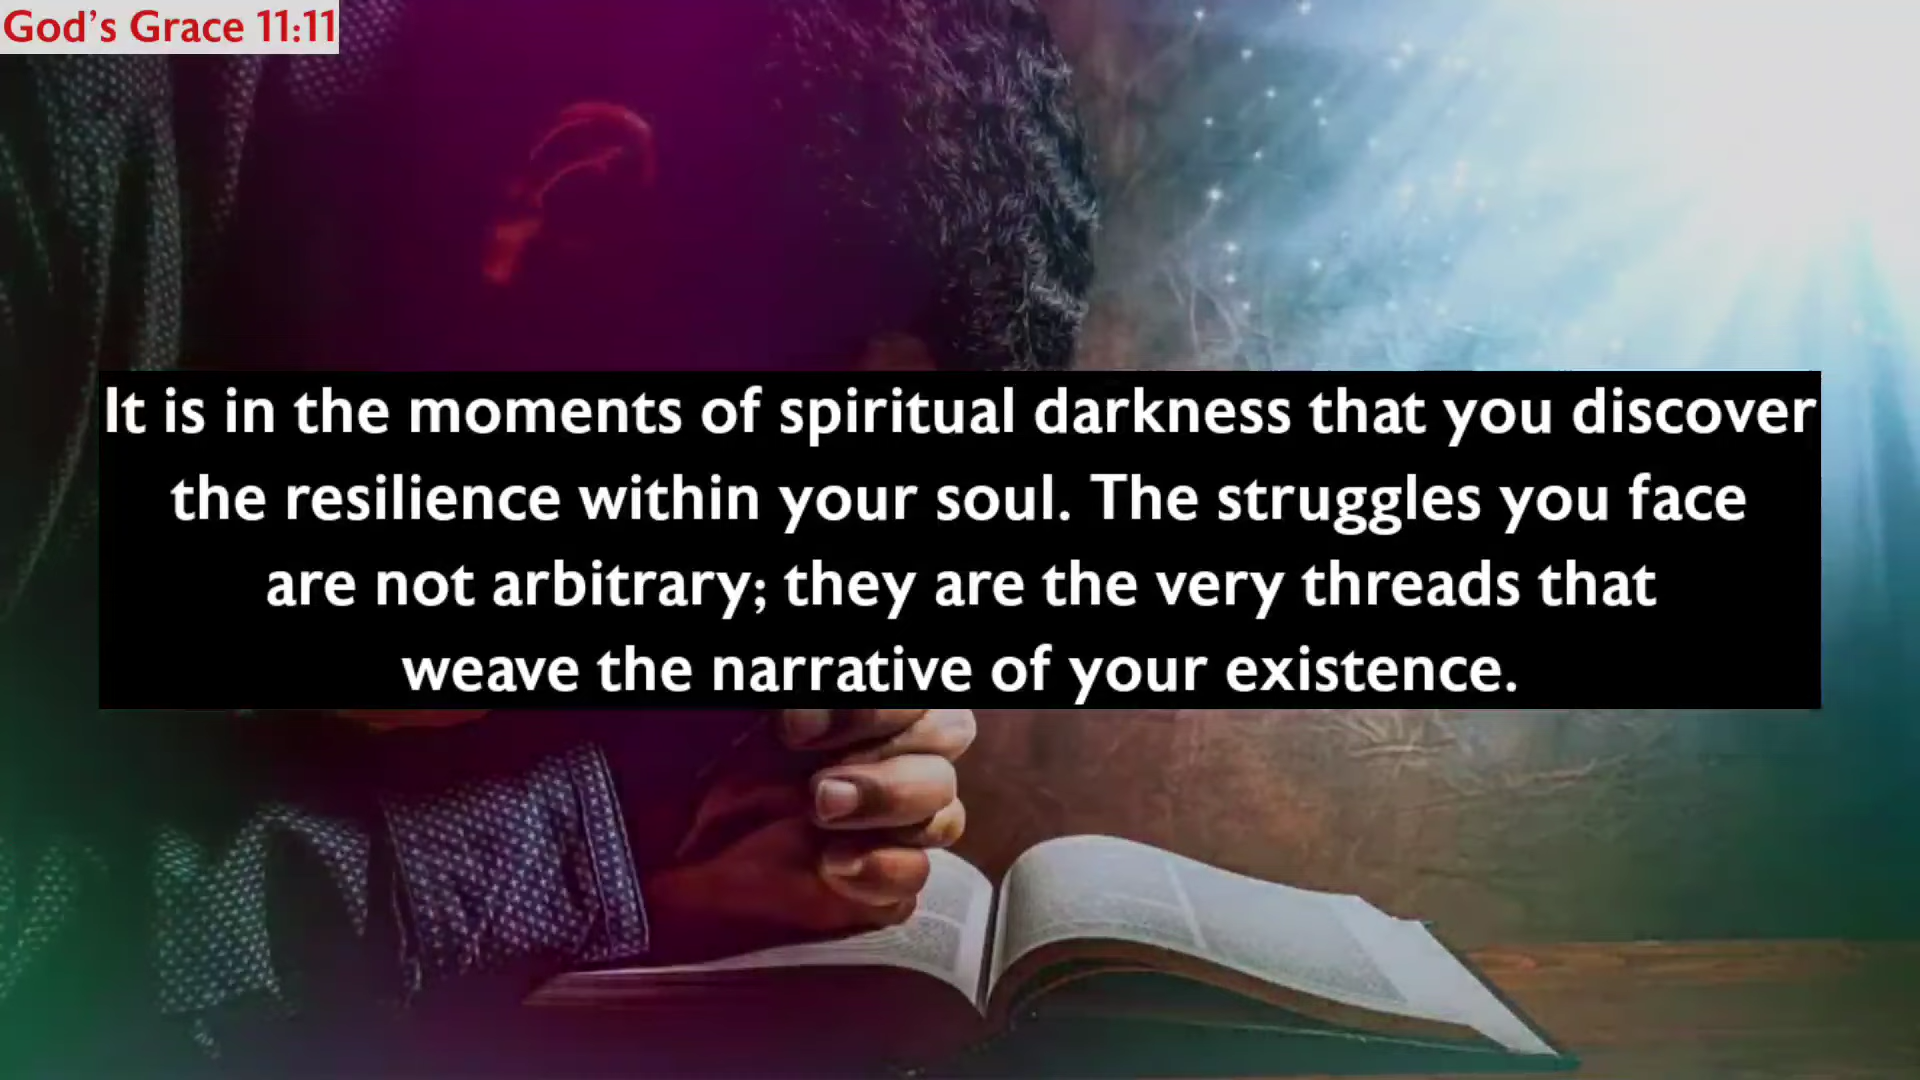 God's Grace 11:11
It is in the moments of spiritual darkness that you discover
the resilience within your soul. The struggles you face
are not arbitrary; they are the very threads that
weave the narrative of your existence.